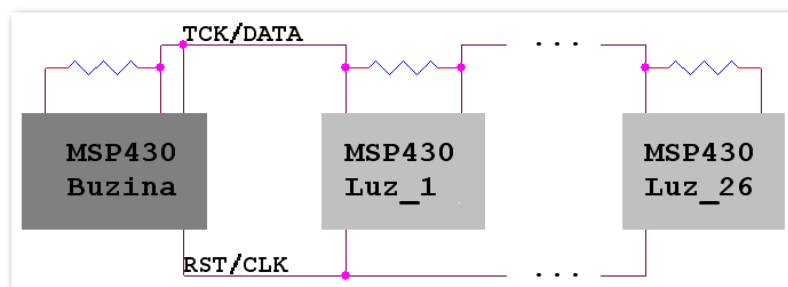 TCK/DATA
...
MSP430
Buzina
MSP430
Luz_1
MSP430
Luz_26
RST/CLK
...